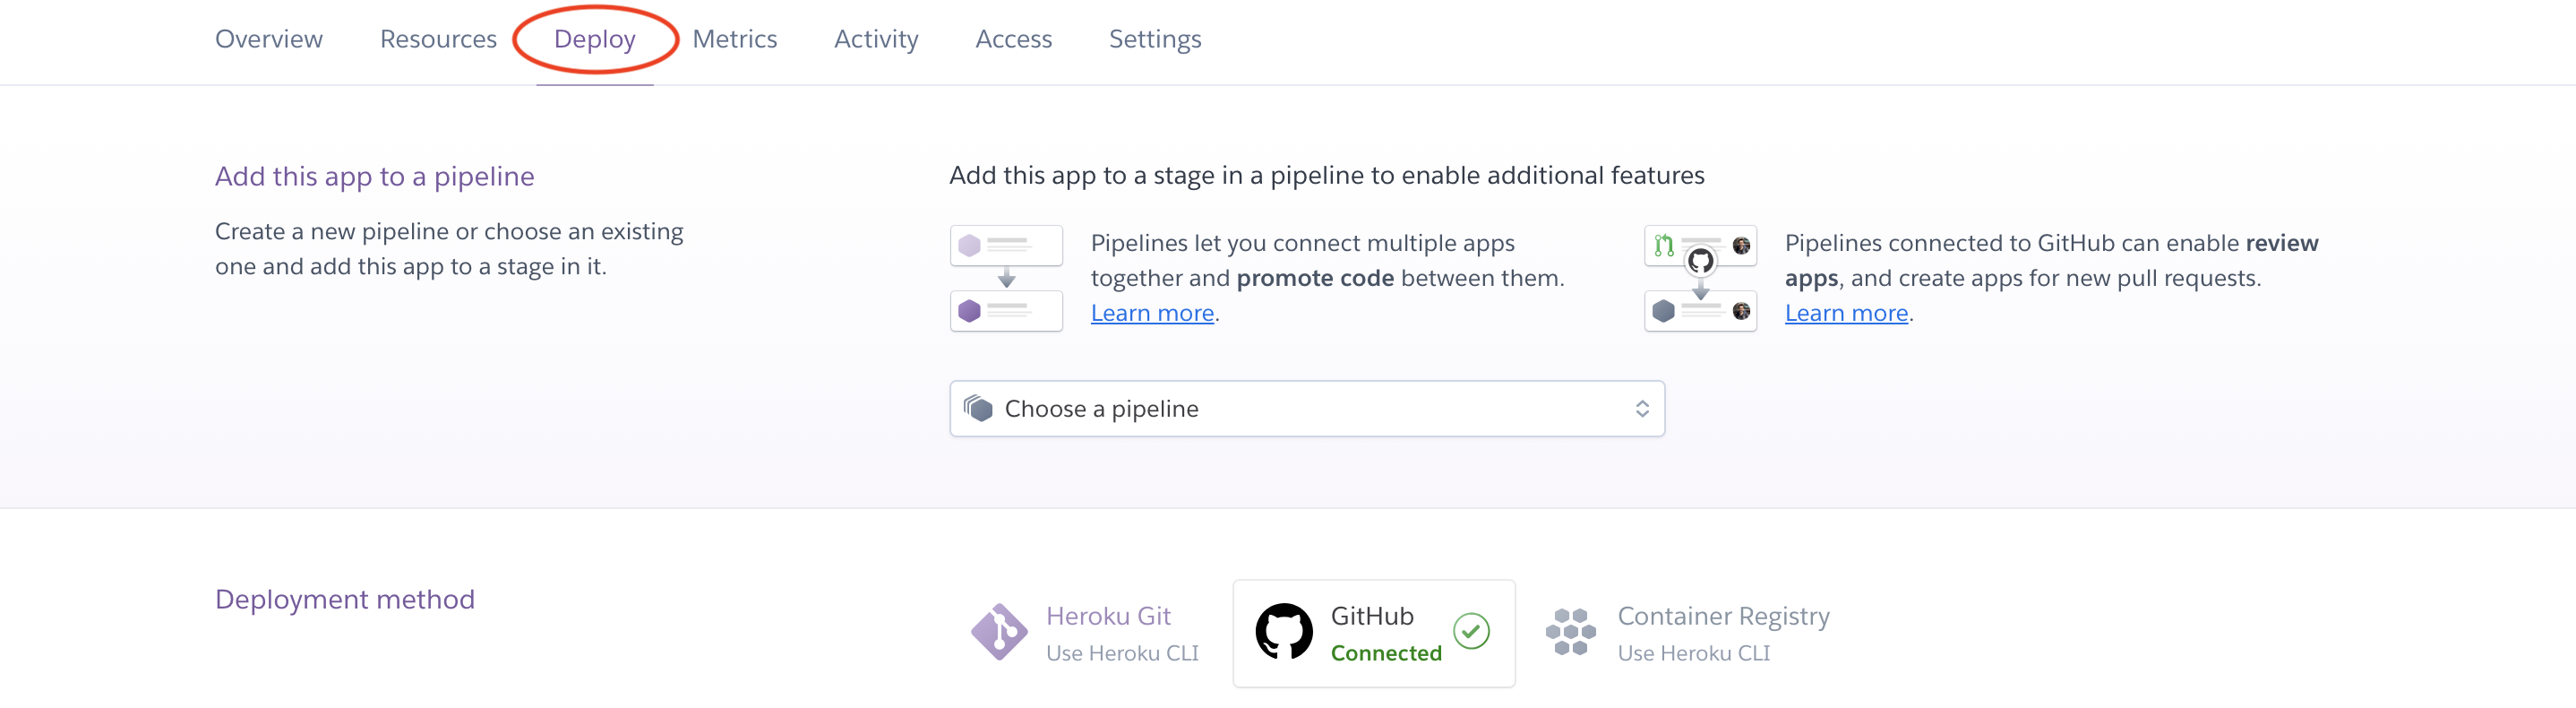 Overview Resources Deploy Metrics Activity Access Settings
Add this app to a pipeline
Create a new pipeline or choose an existing
one and add this app to a stage in it.
Add this app to a stage in a pipeline to enable additional features
Pipelines let you connect multiple apps
together and promote code between them.
Learn more.
Pipelines connected to GitHub can enable review
apps, and create apps for new pull requests.
Learn more.
Choose a pipeline
Deployment method
Heroku Git
Use Heroku CLI
GitHub
Connected
Container Registry
Use Heroku CLI